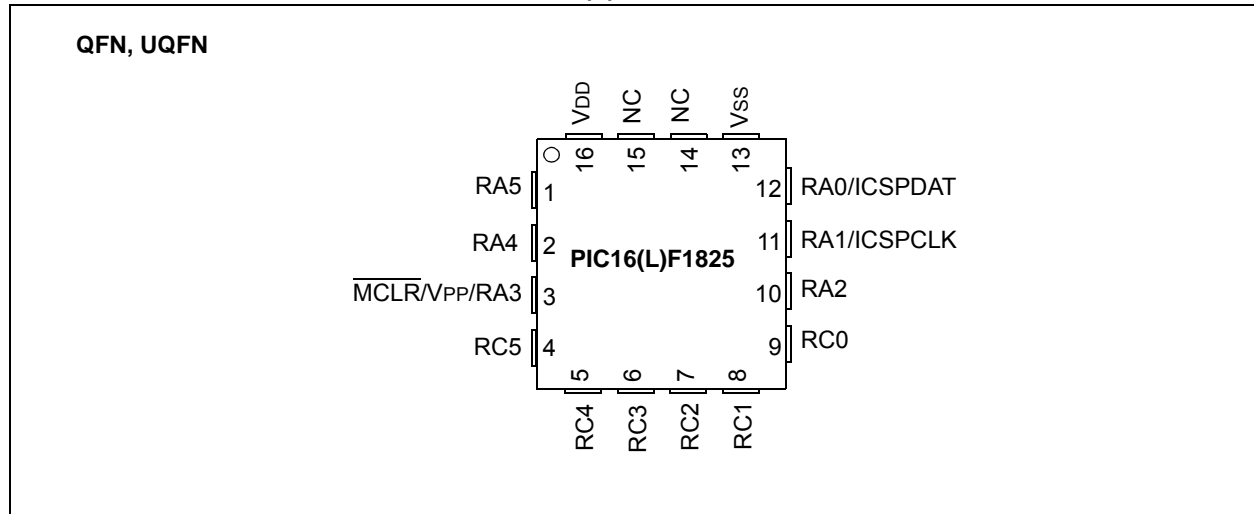 QFN, UQFN
VDD
NC
NC
VSS
16
15
14
13
RA5
1
12
RA0/ICSPDAT
RA4
2
PIC16(L)F1825
11
RA1/ICSPCLK
MCLR/VPP/RA3
3
10
RA2
RC5
4
9
RC0
5
6
7
8
RC4
RC3
RC2
RC1